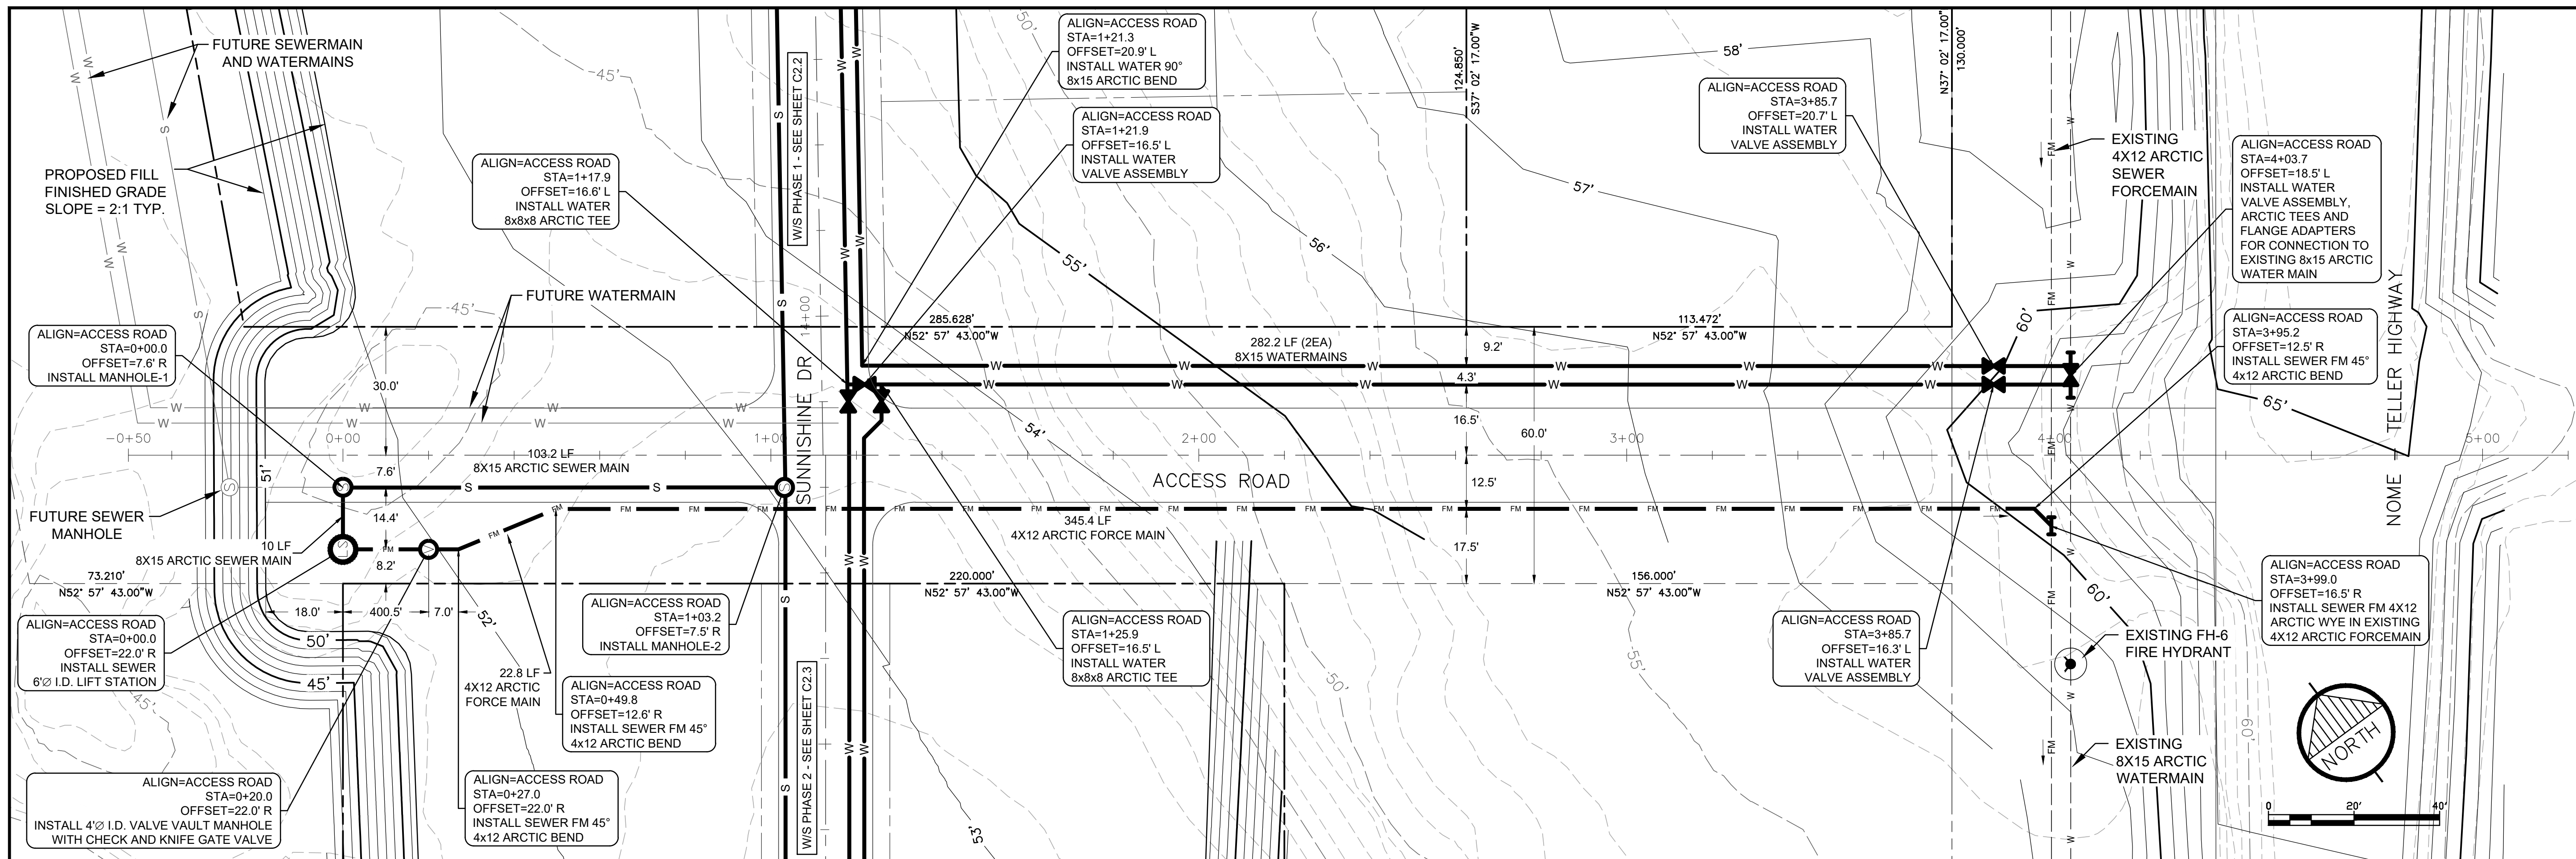 FUTURE SEWERMAIN
AND WATERMAINS
PROPOSED FILL
FINISHED GRADE
SLOPE = 2:1 TYP.
ALIGN=ACCESS ROAD
STA=0+00.0
OFFSET=7.6' R
INSTALL MANHOLE-1
FUTURE SEWER
MANHOLE
10 LF
8X15 ARCTIC SEWER MAIN
73.210'
N52° 57' 43.00"W
ALIGN=ACCESS ROAD
STA=0+00.0
OFFSET=22.0' R
INSTALL SEWER
6'Ø I.D. LIFT STATION
ALIGN=ACCESS ROAD
STA=0+20.0
OFFSET=22.0' R
INSTALL 4'Ø I.D. VALVE VAULT MANHOLE
WITH CHECK AND KNIFE GATE VALVE
ALIGN=ACCESS ROAD
STA=1+17.9
OFFSET=16.6' L
INSTALL WATER
8x8x8 ARCTIC TEE
FUTURE WATERMAIN
30.0'
7.6'
14.4'
8.2'
18.0'
400.5'
7.0'
-0+50
0+00
1+00
2+00
3+00
4+00
5+00
103.2 LF
8X15 ARCTIC SEWER MAIN
51'
50'
45'
-45'
-45'
-45'
52'
53'
54'
55'
56'
57'
58'
60'
65'
60'
60'
55'
50'
50'
22.8 LF
4X12 ARCTIC
FORCE MAIN
ALIGN=ACCESS ROAD
STA=1+03.2
OFFSET=7.5' R
INSTALL MANHOLE-2
ALIGN=ACCESS ROAD
STA=0+49.8
OFFSET=12.6' R
INSTALL SEWER FM 45°
4x12 ARCTIC BEND
ALIGN=ACCESS ROAD
STA=0+27.0
OFFSET=22.0' R
INSTALL SEWER FM 45°
4x12 ARCTIC BEND
W/S PHASE 1 - SEE SHEET C2.2
W/S PHASE 2 - SEE SHEET C2.3
SUNNISHINE DR
14+00
ALIGN=ACCESS ROAD
STA=1+21.3
OFFSET=20.9' L
INSTALL WATER 90°
8x15 ARCTIC BEND
ALIGN=ACCESS ROAD
STA=1+21.9
OFFSET=16.5' L
INSTALL WATER
VALVE ASSEMBLY
285.628'
N52° 57' 43.00"W
282.2 LF (2EA)
8X15 WATERMAINS
124.850'
S37° 02' 17.00"W
9.2'
4.3'
16.5'
60.0'
12.5'
17.5'
ACCESS ROAD
345.4 LF
4X12 ARCTIC FORCE MAIN
220.000'
N52° 57' 43.00"W
ALIGN=ACCESS ROAD
STA=1+25.9
OFFSET=16.5' L
INSTALL WATER
8x8x8 ARCTIC TEE
113.472'
N52° 57' 43.00"W
156.000'
N52° 57' 43.00"W
N37° 02' 17.00"
130.000'
ALIGN=ACCESS ROAD
STA=3+85.7
OFFSET=20.7' L
INSTALL WATER
VALVE ASSEMBLY
ALIGN=ACCESS ROAD
STA=3+85.7
OFFSET=16.3' L
INSTALL WATER
VALVE ASSEMBLY
EXISTING
4X12 ARCTIC
SEWER
FORCEMAIN
ALIGN=ACCESS ROAD
STA=4+03.7
OFFSET=18.5' L
INSTALL WATER
VALVE ASSEMBLY,
ARCTIC TEES AND
FLANGE ADAPTERS
FOR CONNECTION TO
EXISTING 8x15 ARCTIC
WATER MAIN
ALIGN=ACCESS ROAD
STA=3+95.2
OFFSET=12.5' R
INSTALL SEWER FM 45°
4x12 ARCTIC BEND
NOME - TELLER HIGHWAY
ALIGN=ACCESS ROAD
STA=3+99.0
OFFSET=16.5' R
INSTALL SEWER FM 4X12
ARCTIC WYE IN EXISTING
4X12 ARCTIC FORCEMAIN
EXISTING FH-6
FIRE HYDRANT
EXISTING
8X15 ARCTIC
WATERMAIN
NORTH
0 20' 40'